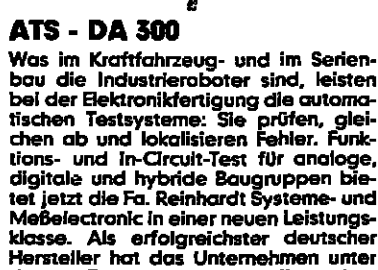 ATS - DA 300
Was im Kraftfahrzeug- und im Serien-
bau die Industrieroboter sind, leisten
bei der Elektronikfertigung die automa-
tischen Testsysteme: Sie prüfen, glei-
chen ab und lokalisieren Fehler. Funk-
tions- und In-Circuit-Test für analoge,
digitale und hybride Baugruppen bie-
tet jetzt die Fa. Reinhardt Systeme- und
Meßelectronic in einer neuen Leistungs-
klasse. Als erfolgreichster deutscher
Hersteller hat das Unternehmen unter